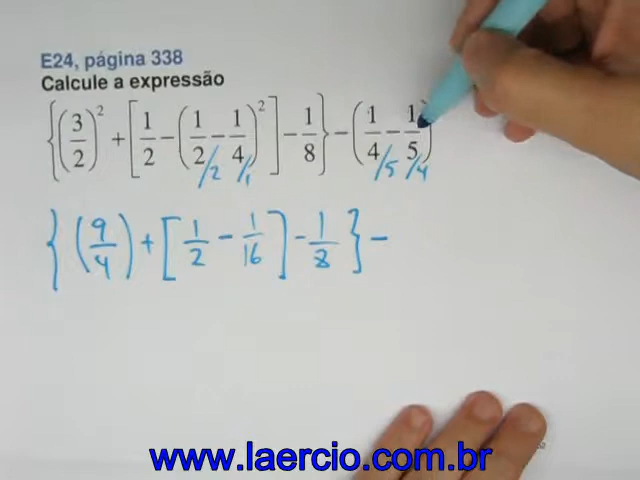 E24, página 338
Calcule a expressão
{(3/2)² + [1/2 − (1/2 − 1/4)²] − 1/8} − (1/4 − 1/5)
/2 /1 /5 /4
{(9/4) + [1/2 − 1/16] − 1/8} −
www.laercio.com.br